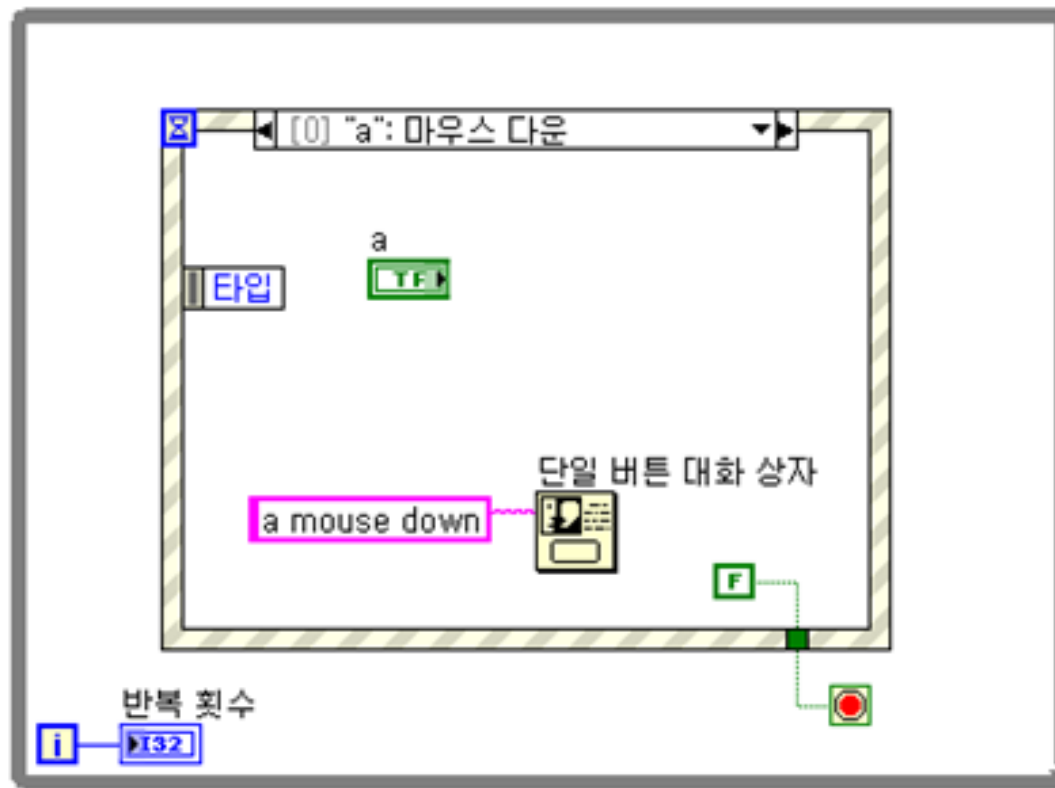 [0] "a": 마우스 다운
a
TF
타입
단일 버튼 대화 상자
a mouse down
F
반복 횟수
i
I32